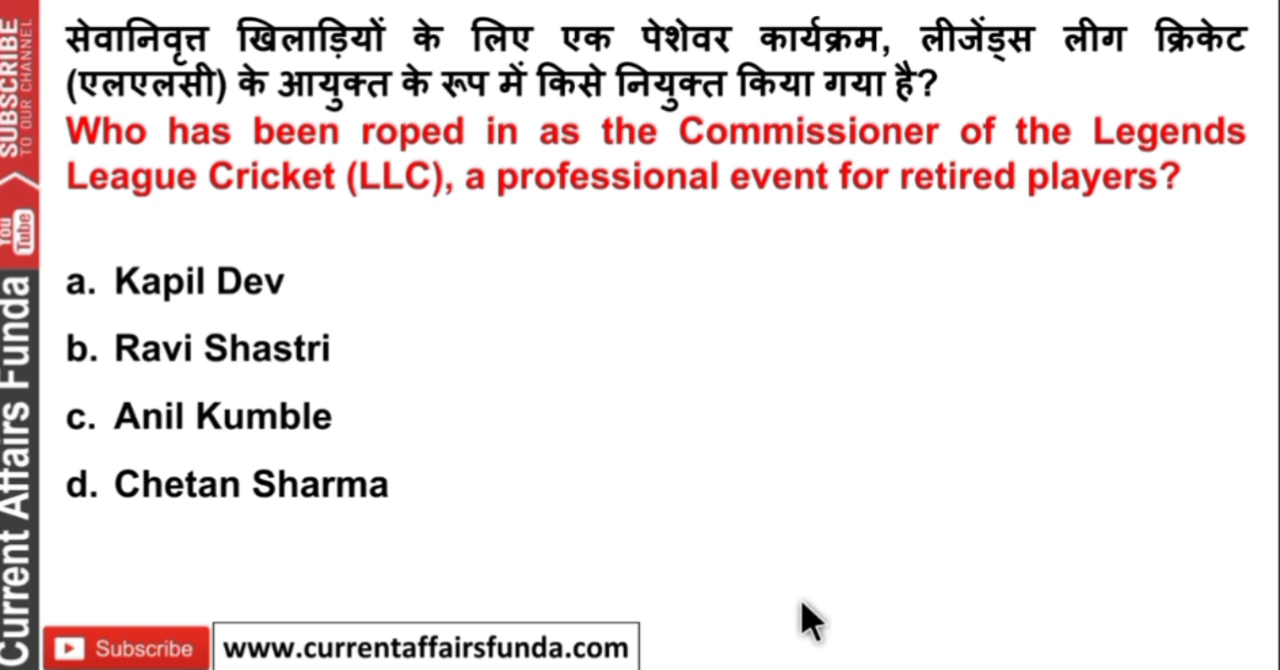 सेवानिवृत्त खिलाड़ियों के लिए एक पेशेवर कार्यक्रम, लीजेंड्स लीग क्रिकेट
(एलएलसी) के आयुक्त के रूप में किसे नियुक्त किया गया है?
Who has been roped in as the Commissioner of the Legends
League Cricket (LLC), a professional event for retired players?
a. Kapil Dev
b. Ravi Shastri
c. Anil Kumble
d. Chetan Sharma
SUBSCRIBE
TO OUR CHANNEL
You
Tube
Current Affairs Funda
Subscribe
www.currentaffairsfunda.com